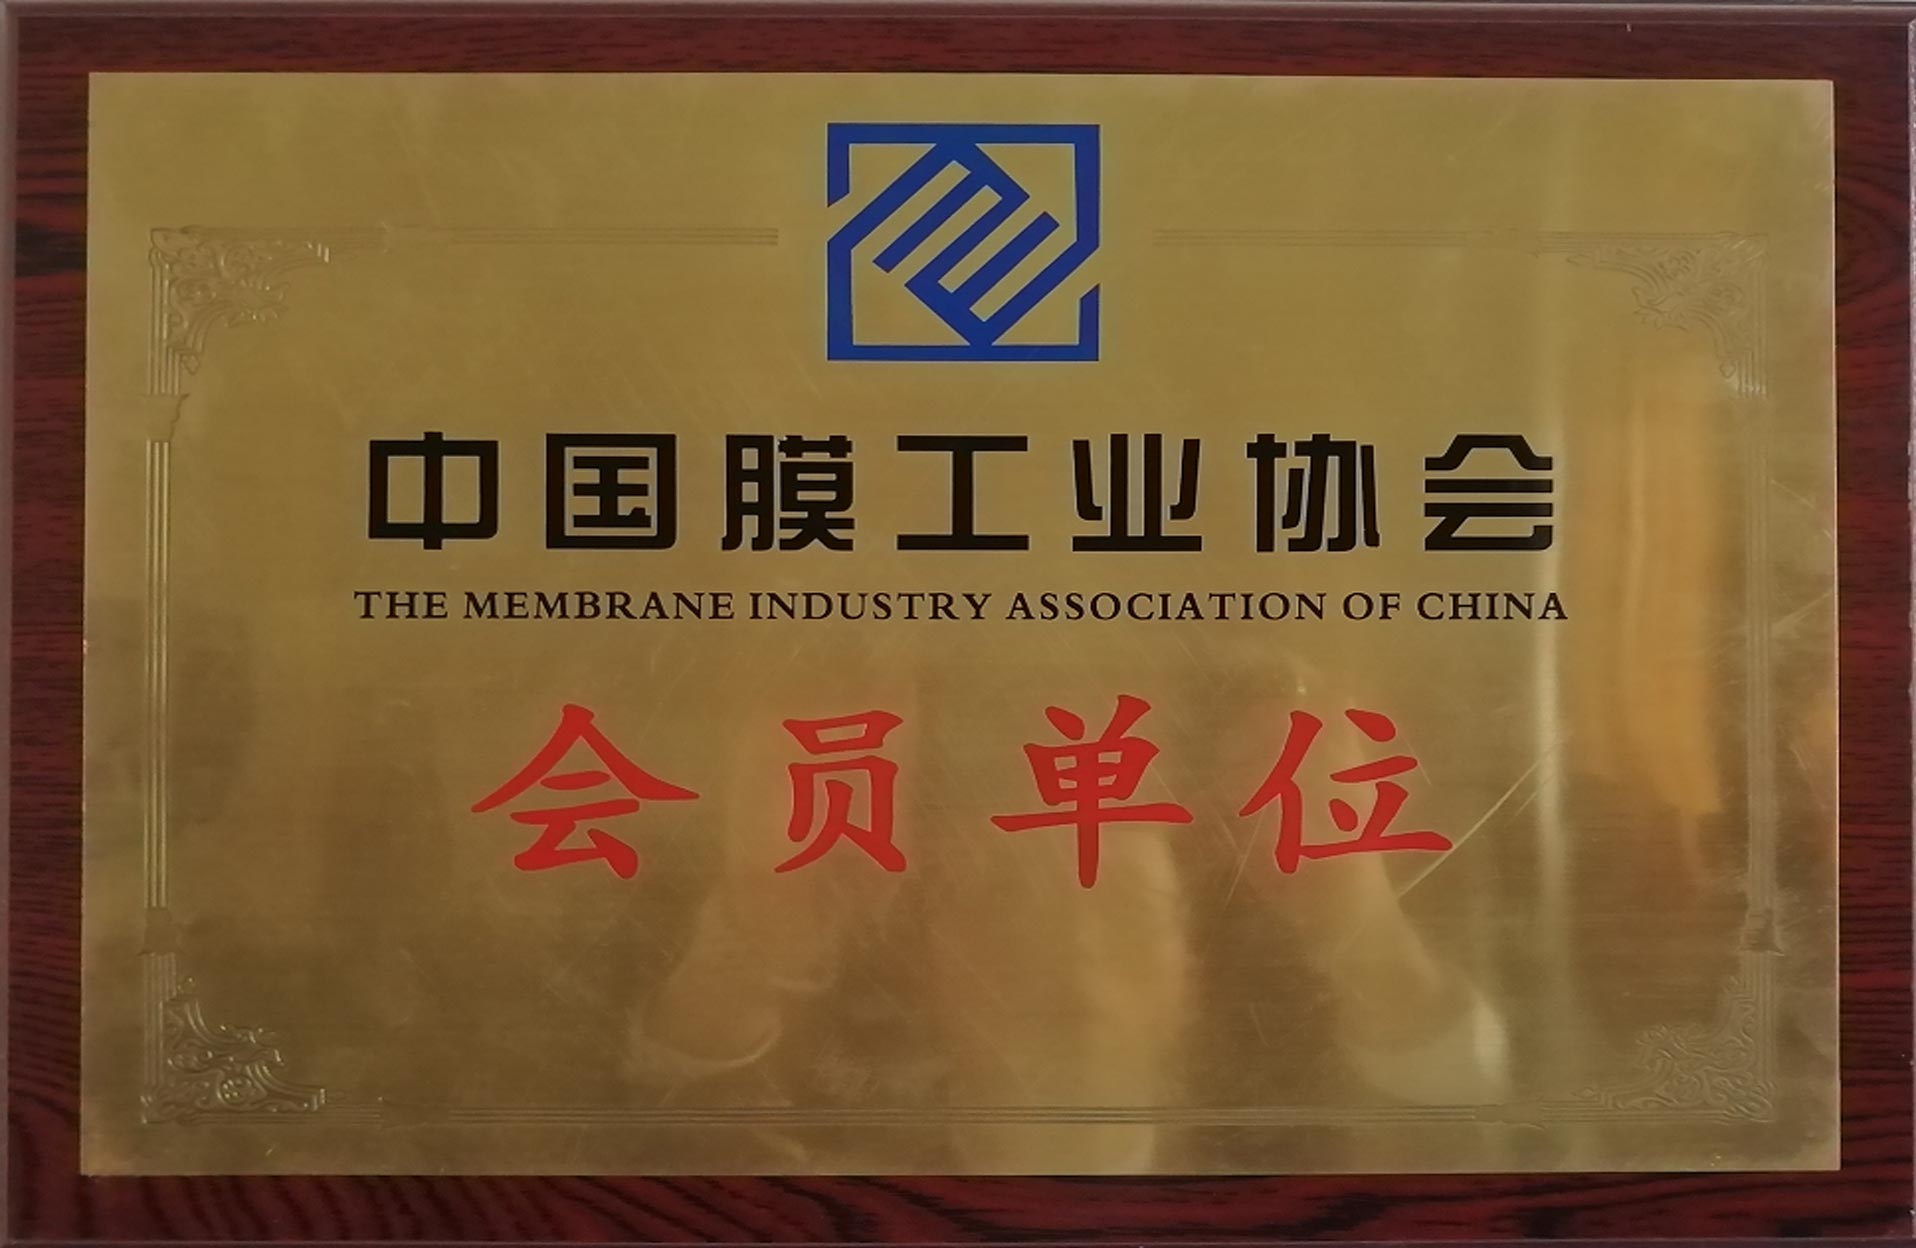 中国膜工业协会
THE MEMBRANE INDUSTRY ASSOCIATION OF CHINA
会员单位